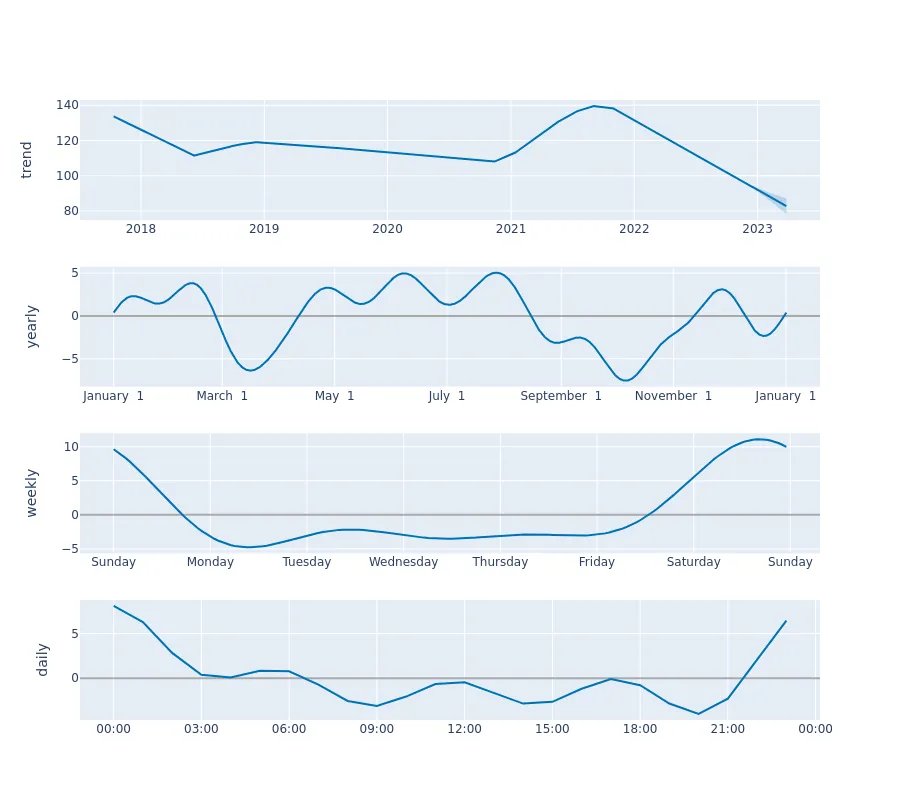 trend
140
120
100
80
2018 2019 2020 2021 2022 2023
yearly
5
0
−5
January 1 March 1 May 1 July 1 September 1 November 1 January 1
weekly
10
5
0
−5
Sunday Monday Tuesday Wednesday Thursday Friday Saturday Sunday
daily
5
0
00:00 03:00 06:00 09:00 12:00 15:00 18:00 21:00 00:00